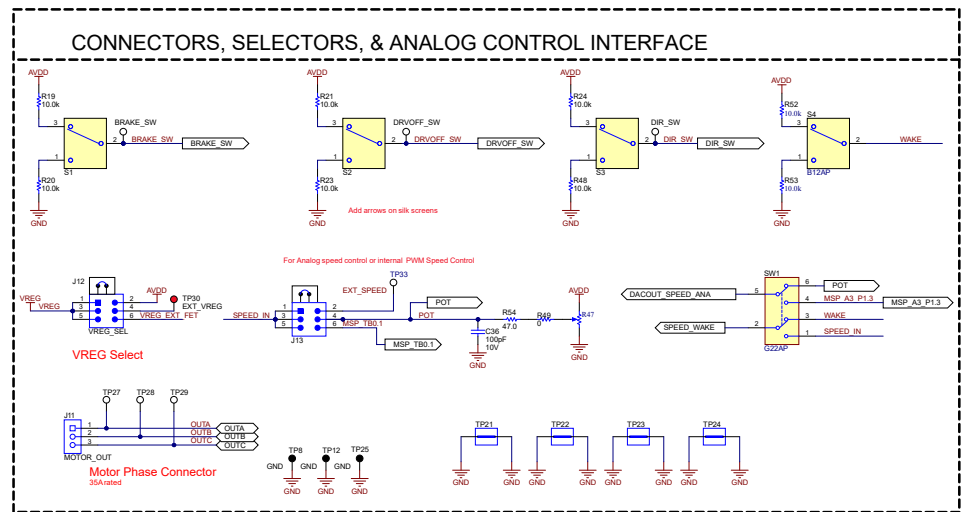 CONNECTORS, SELECTORS, & ANALOG CONTROL INTERFACE
AVDD
R19
10.0k
BRAKE_SW
3
2
BRAKE_SW
BRAKE_SW
1
S1
R20
10.0k
GND
AVDD
R21
10.0k
DRVOFF_SW
3
2
DRVOFF_SW
DRVOFF_SW
1
S2
R23
10.0k
GND
Add arrows on silk screens
AVDD
R24
10.0k
DIR_SW
3
2
DIR_SW
DIR_SW
1
S3
R48
10.0k
GND
AVDD
R52
10.0k
S4
3
2
WAKE
1
B12AP
R53
10.0k
GND
J12
AVDD
VREG
VREG
1
2
3
4
5
6
TP30
EXT_VREG
VREG_EXT_FET
VREG_SEL
VREG Select
For Analog speed control or internal PWM Speed Control
J13
TP33
EXT_SPEED
SPEED_IN
1
2
3
4
5
6
MSP_TB0.1
POT
POT
MSP_TB0.1
C36
100pF
10V
GND
R54
47.0
R49
0
AVDD
R47
GND
SW1
DACOUT_SPEED_ANA
5
6
POT
4
MSP_A3_P1.3
MSP_A3_P1.3
SPEED_WAKE
2
3
WAKE
1
SPEED_IN
G22AP
TP27
TP28
TP29
J11
1
OUTA
OUTA
2
OUTB
OUTB
3
OUTC
OUTC
MOTOR_OUT
Motor Phase Connector
35A rated
TP8
TP12
TP25
GND
GND
GND
GND
GND
GND
TP21
GND
GND
TP22
GND
GND
TP23
GND
GND
TP24
GND
GND